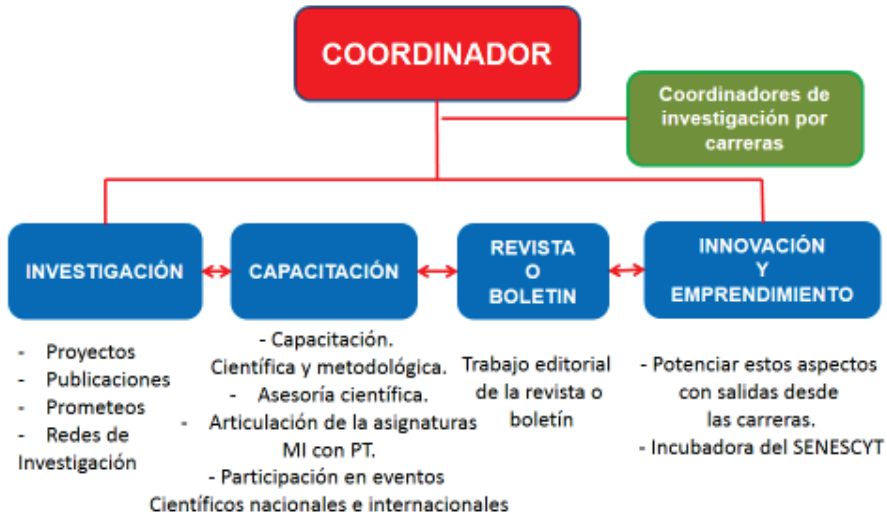 COORDINADOR
Coordinadores de
investigación por
carreras
INVESTIGACIÓN
CAPACITACIÓN
REVISTA
O
BOLETIN
INNOVACIÓN
Y
EMPRENDIMIENTO
- Proyectos
- Publicaciones
- Prometeos
- Redes de
Investigación
- Capacitación.
Científica y metodológica.
- Asesoría científica.
- Articulación de la asignaturas
MI con PT.
- Participación en eventos
Científicos nacionales e internacionales
Trabajo editorial
de la revista o
boletín
- Potenciar estos aspectos
con salidas desde
las carreras.
- Incubadora del SENESCYT